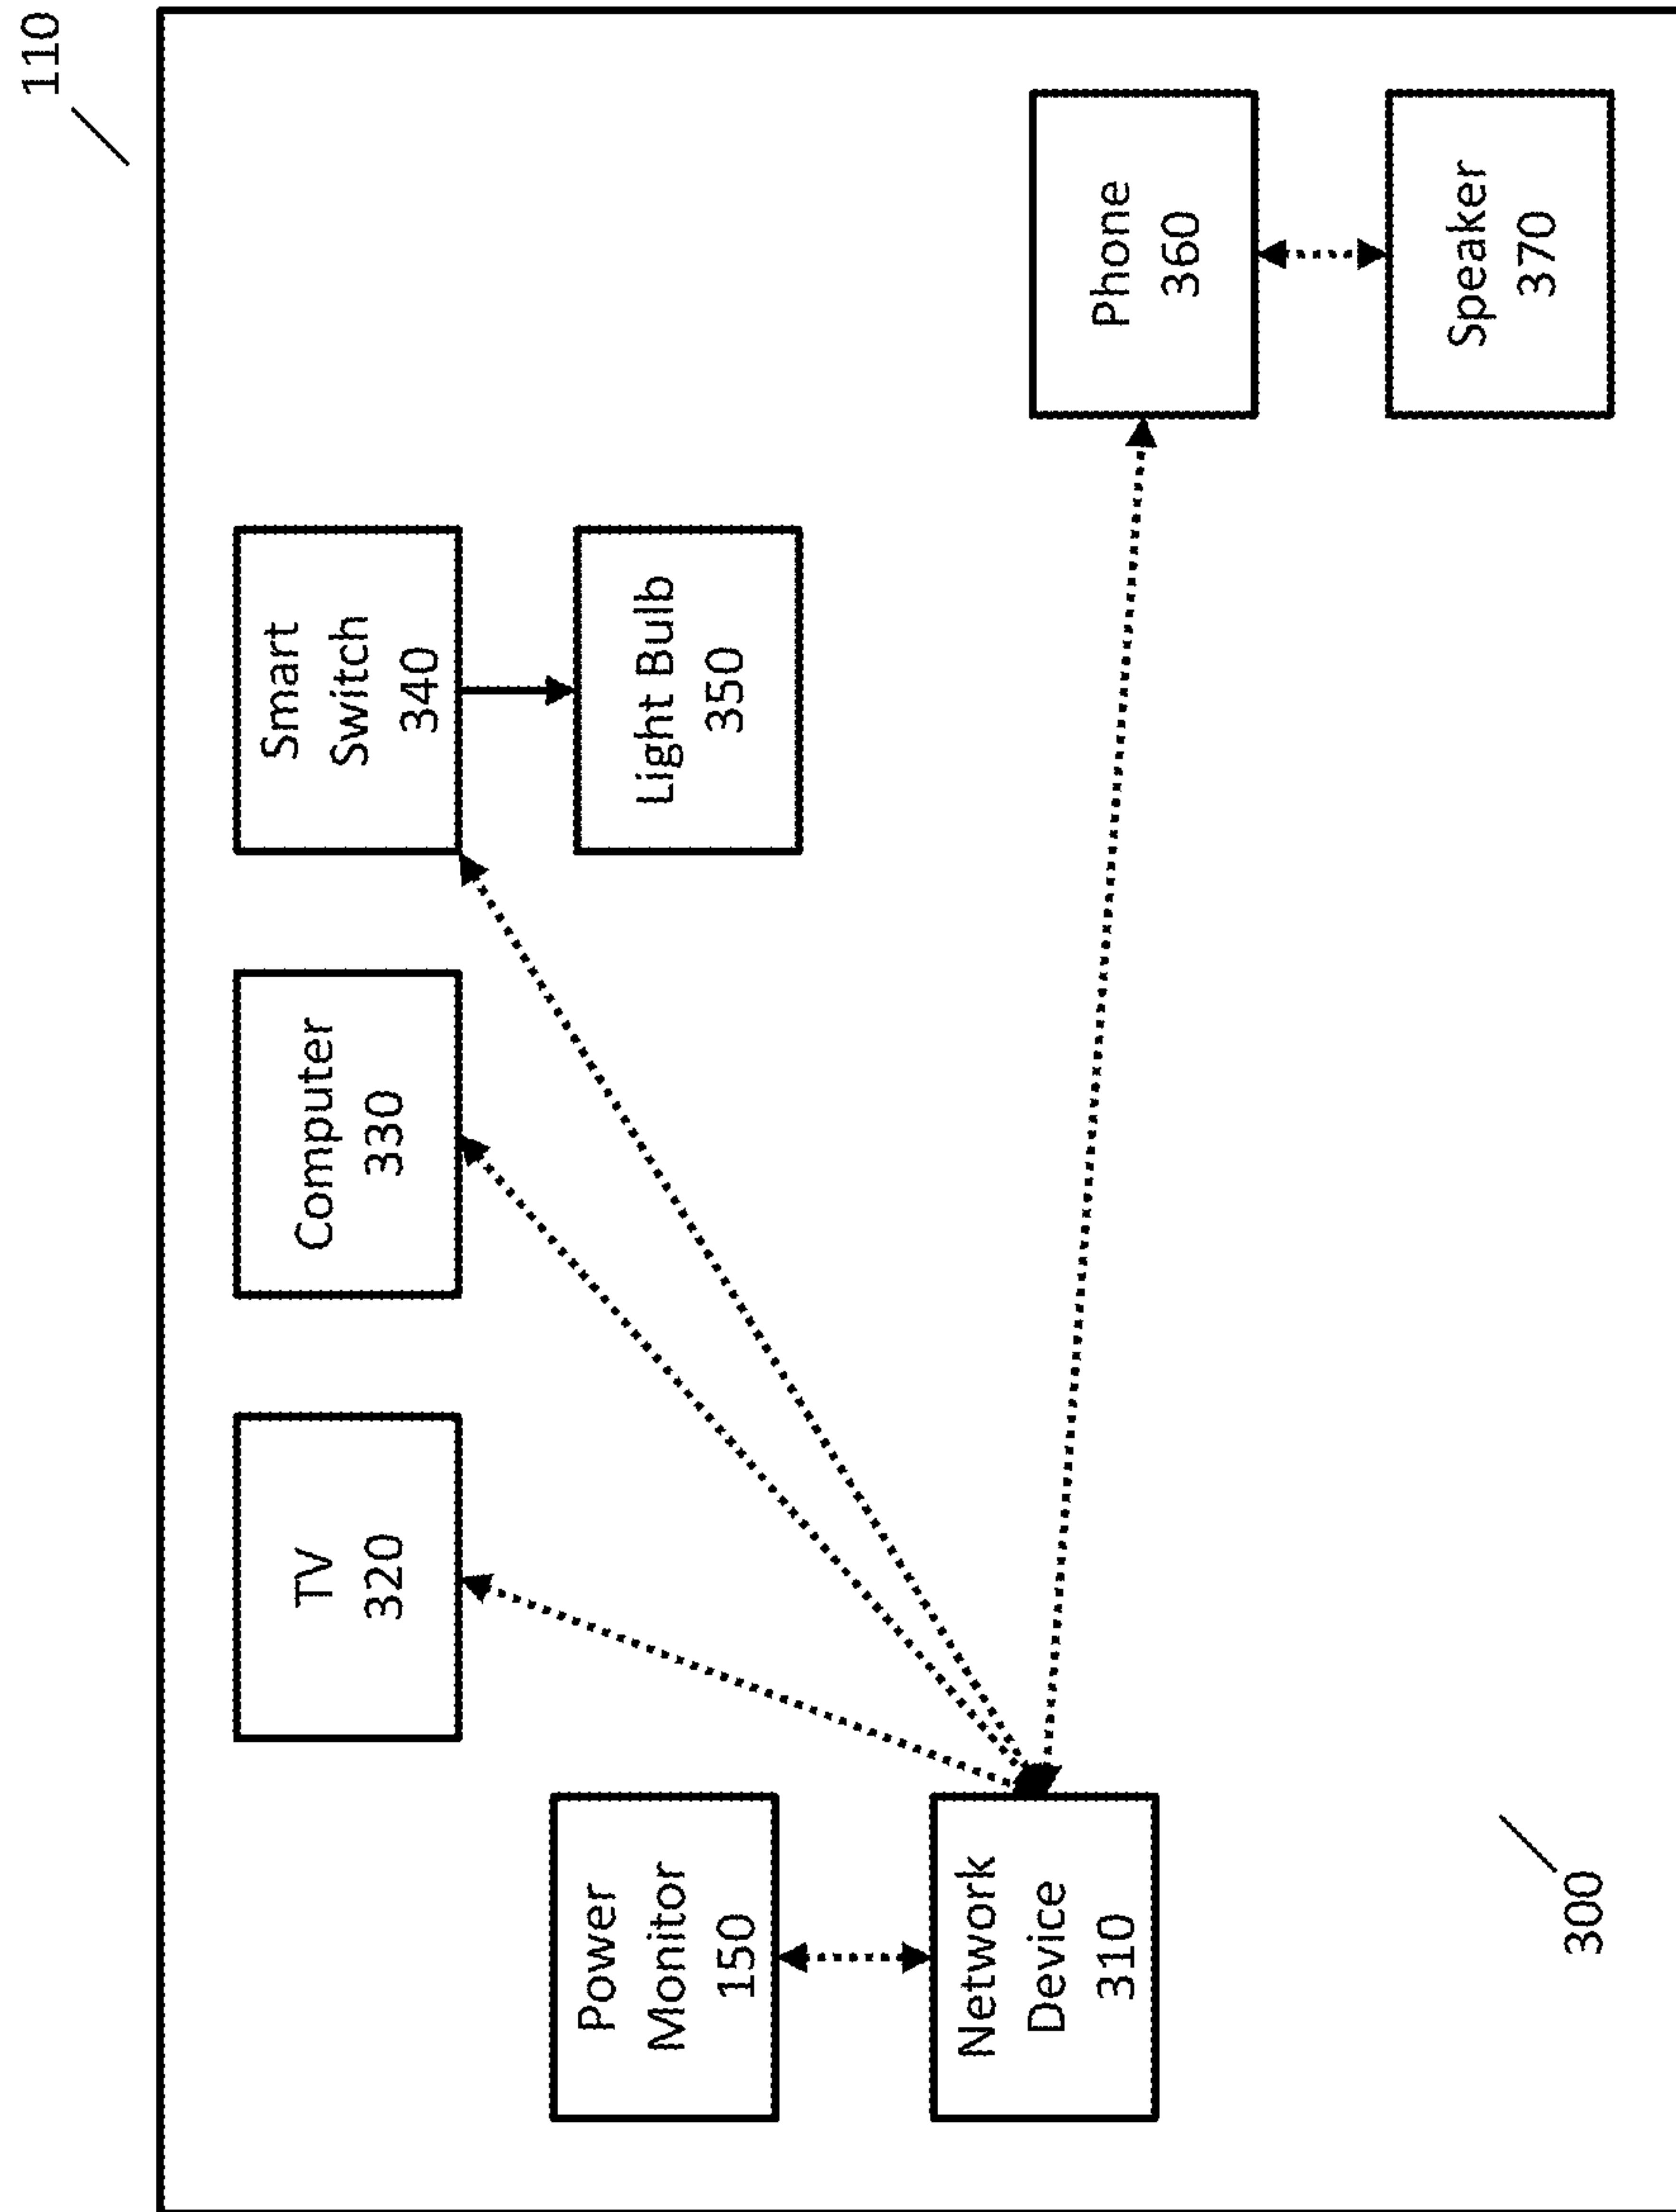 110
Power
Monitor
150
TV
320
Computer
330
Smart
Switch
340
Light Bulb
350
Network
Device
310
Phone
360
Speaker
370
300